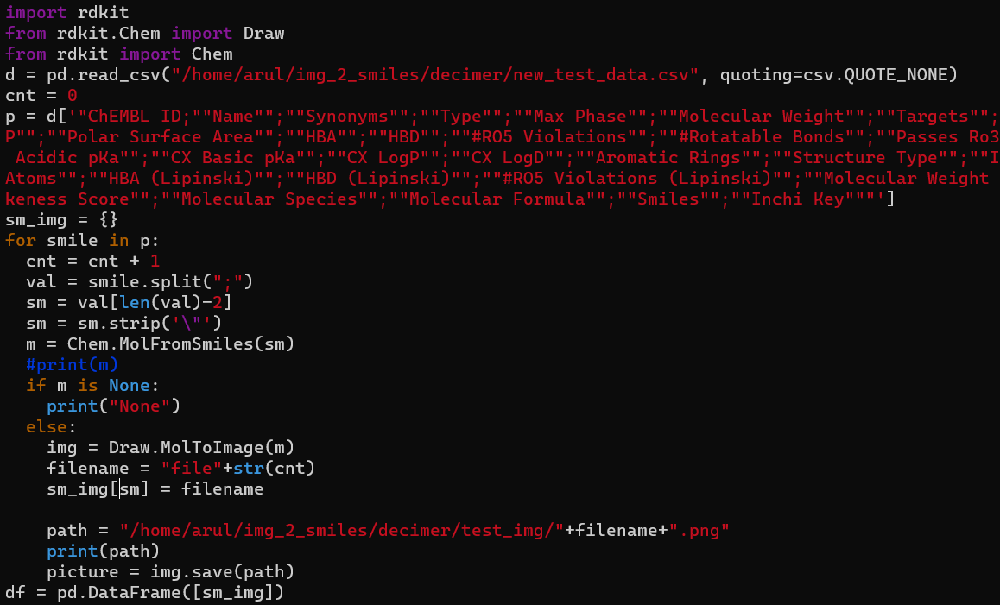 import rdkit
from rdkit.Chem import Draw
from rdkit import Chem
d = pd.read_csv("/home/arul/img_2_smiles/decimer/new_test_data.csv", quoting=csv.QUOTE_NONE)
cnt = 0
p = d['"ChEMBL ID;""Name"";""Synonyms"";""Type"";""Max Phase"";""Molecular Weight"";""Targets"";
P"";""Polar Surface Area"";""HBA"";""HBD"";""#RO5 Violations"";""#Rotatable Bonds"";""Passes Ro3
 Acidic pKa"";""CX Basic pKa"";""CX LogP"";""CX LogD"";""Aromatic Rings"";""Structure Type"";""I
Atoms"";""HBA (Lipinski)"";""HBD (Lipinski)"";""#RO5 Violations (Lipinski)"";""Molecular Weight
keness Score"";""Molecular Species"";""Molecular Formula"";""Smiles"";""Inchi Key"""']
sm_img = {}
for smile in p:
  cnt = cnt + 1
  val = smile.split(";")
  sm = val[len(val)-2]
  sm = sm.strip('\"')
  m = Chem.MolFromSmiles(sm)
  #print(m)
  if m is None:
    print("None")
  else:
    img = Draw.MolToImage(m)
    filename = "file"+str(cnt)
    sm_img[sm] = filename
    path = "/home/arul/img_2_smiles/decimer/test_img/"+filename+".png"
    print(path)
    picture = img.save(path)
df = pd.DataFrame([sm_img])